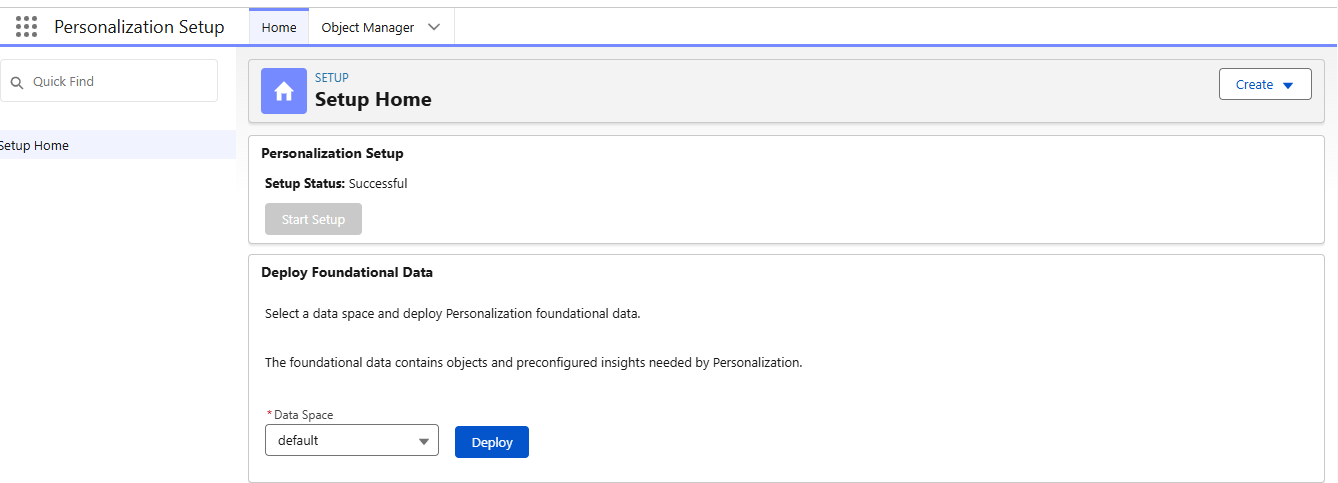 Personalization Setup
Home
Object Manager
Quick Find
Setup Home
SETUP
Setup Home
Create
Personalization Setup
Setup Status: Successful
Start Setup
Deploy Foundational Data
Select a data space and deploy Personalization foundational data.
The foundational data contains objects and preconfigured insights needed by Personalization.
* Data Space
default
Deploy